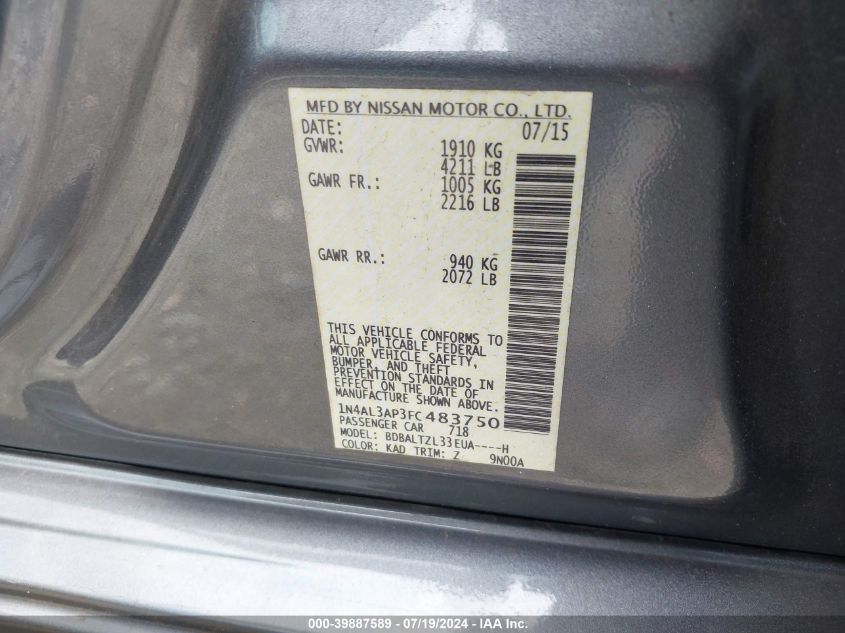 MFD BY NISSAN MOTOR CO., LTD.
DATE: 07/15
GVWR: 1910 KG
4211 LB
GAWR FR.: 1005 KG
2216 LB
GAWR RR.: 940 KG
2072 LB
THIS VEHICLE CONFORMS TO
ALL APPLICABLE FEDERAL
MOTOR VEHICLE SAFETY,
BUMPER, AND THEFT
PREVENTION STANDARDS IN
EFFECT ON THE DATE OF
MANUFACTURE SHOWN ABOVE.
1N4AL3AP3FC483750
PASSENGER CAR 718
MODEL: BDBALTZL33EUA----H
COLOR: KAD TRIM: Z 9N00A
000-39887589 - 07/19/2024 - IAA Inc.